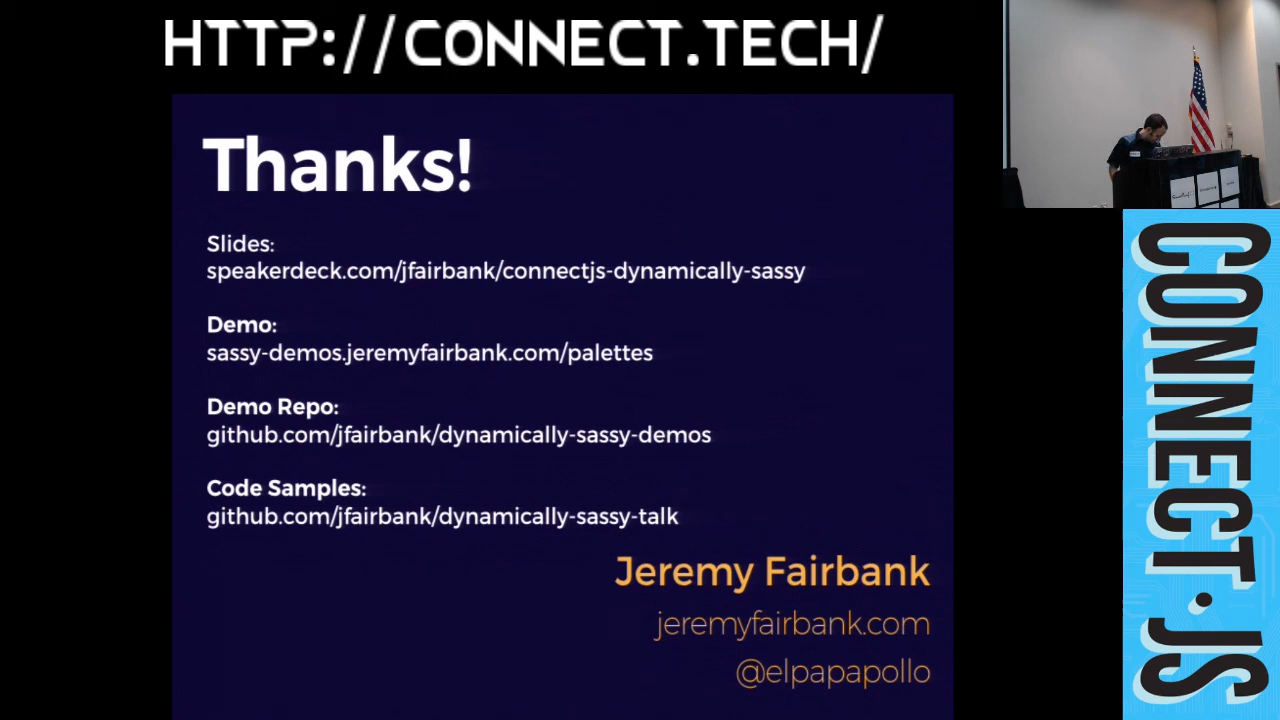 HTTP://CONNECT.TECH/
Thanks!
Slides:
speakerdeck.com/jfairbank/connectjs-dynamically-sassy
Demo:
sassy-demos.jeremyfairbank.com/palettes
Demo Repo:
github.com/jfairbank/dynamically-sassy-demos
Code Samples:
github.com/jfairbank/dynamically-sassy-talk
Jeremy Fairbank
jeremyfairbank.com
@elpapapollo
CONNECT.JS